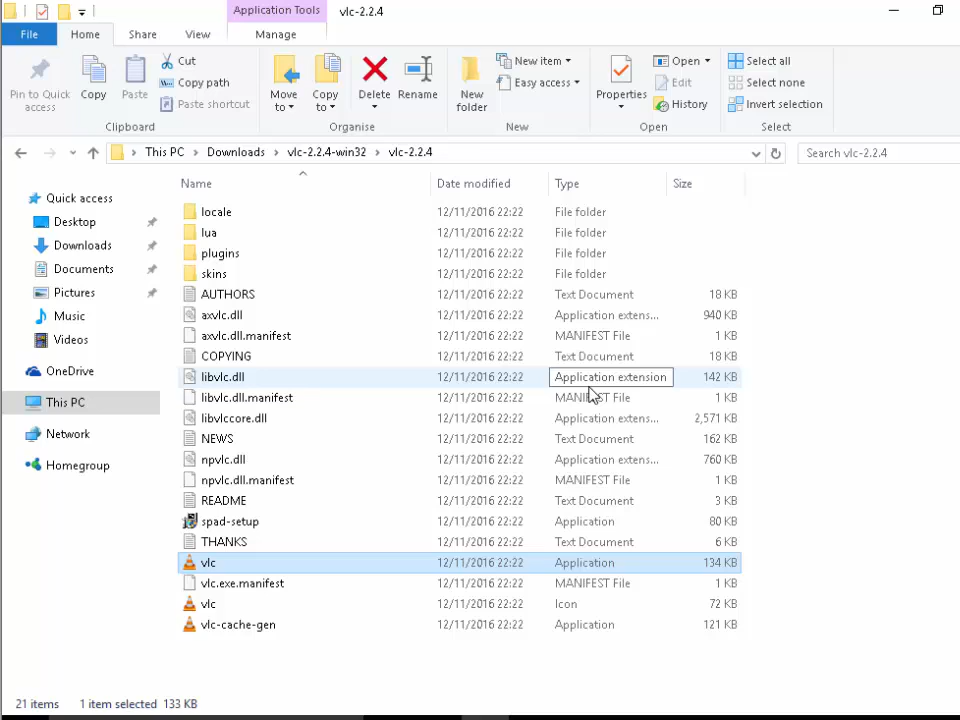 Application Tools vlc-2.2.4
File Home Share View Manage
Pin to Quick access
Copy
Paste
Cut
Copy path
Paste shortcut
Clipboard
Move to
Copy to
Delete
Rename
Organise
New folder
New item
Easy access
New
Properties
Open
Edit
History
Open
Select all
Select none
Invert selection
Select
This PC Downloads vlc-2.2.4-win32 vlc-2.2.4
Search vlc-2.2.4
Quick access
Desktop
Downloads
Documents
Pictures
Music
Videos
OneDrive
This PC
Network
Homegroup
Name Date modified Type Size
locale 12/11/2016 22:22 File folder
lua 12/11/2016 22:22 File folder
plugins 12/11/2016 22:22 File folder
skins 12/11/2016 22:22 File folder
AUTHORS 12/11/2016 22:22 Text Document 18 KB
axvlc.dll 12/11/2016 22:22 Application extens... 940 KB
axvlc.dll.manifest 12/11/2016 22:22 MANIFEST File 1 KB
COPYING 12/11/2016 22:22 Text Document 18 KB
libvlc.dll 12/11/2016 22:22 Application extension 142 KB
libvlc.dll.manifest 12/11/2016 22:22 MANIFEST File 1 KB
libvlccore.dll 12/11/2016 22:22 Application extens... 2,571 KB
NEWS 12/11/2016 22:22 Text Document 162 KB
npvlc.dll 12/11/2016 22:22 Application extens... 760 KB
npvlc.dll.manifest 12/11/2016 22:22 MANIFEST File 1 KB
README 12/11/2016 22:22 Text Document 3 KB
spad-setup 12/11/2016 22:22 Application 80 KB
THANKS 12/11/2016 22:22 Text Document 6 KB
vlc 12/11/2016 22:22 Application 134 KB
vlc.exe.manifest 12/11/2016 22:22 MANIFEST File 1 KB
vlc 12/11/2016 22:22 Icon 72 KB
vlc-cache-gen 12/11/2016 22:22 Application 121 KB
21 items 1 item selected 133 KB